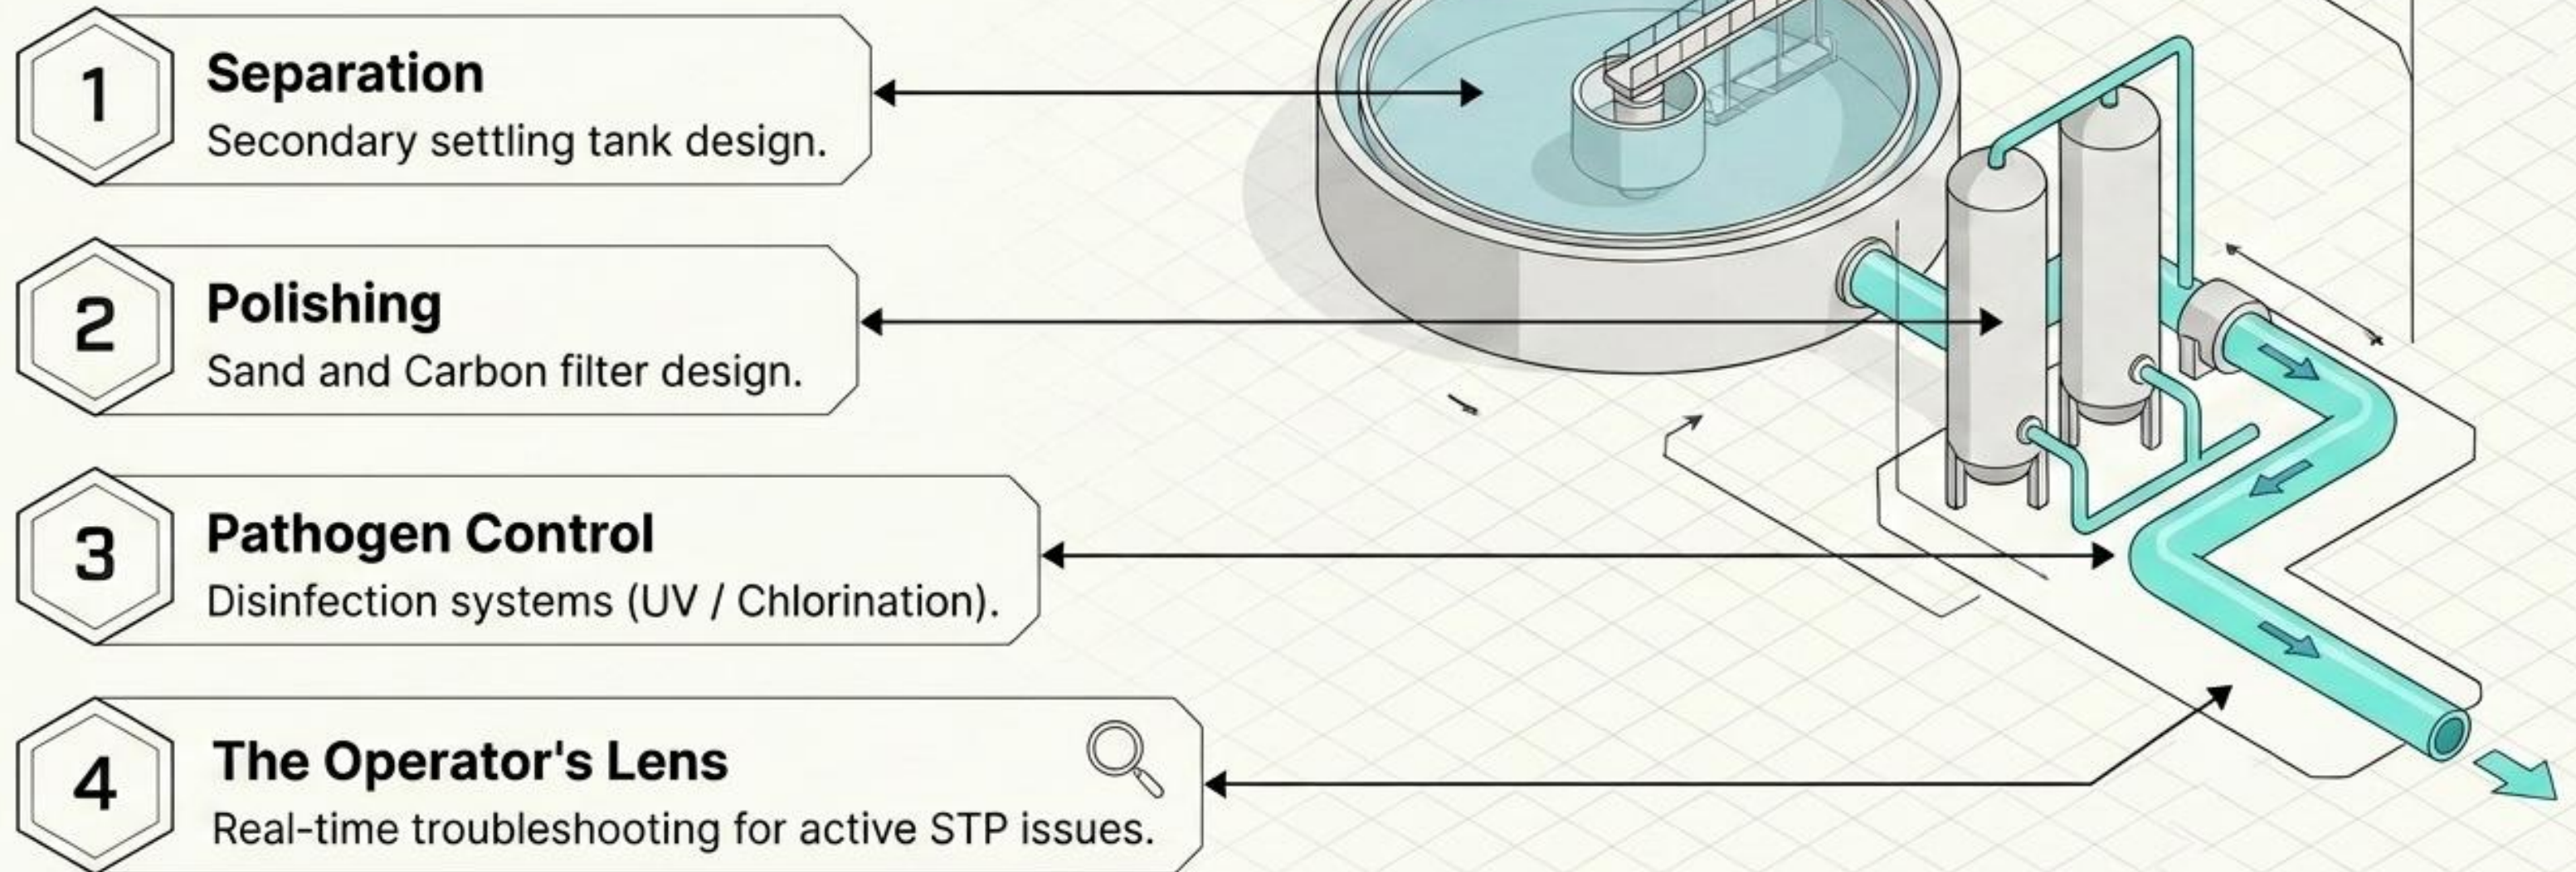 1
Separation
Secondary settling tank design.
2
Polishing
Sand and Carbon filter design.
3
Pathogen Control
Disinfection systems (UV / Chlorination).
4
The Operator's Lens
Real-time troubleshooting for active STP issues.